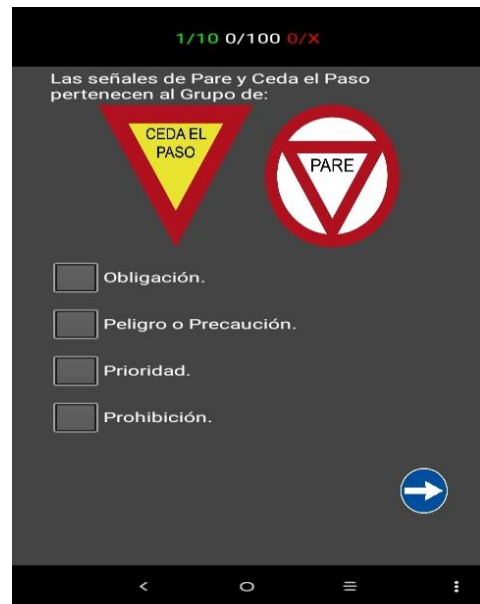 1/10 0/100 0/X
Las señales de Pare y Ceda el Paso
pertenecen al Grupo de:
CEDA EL
PASO
PARE
Obligación.
Peligro o Precaución.
Prioridad.
Prohibición.